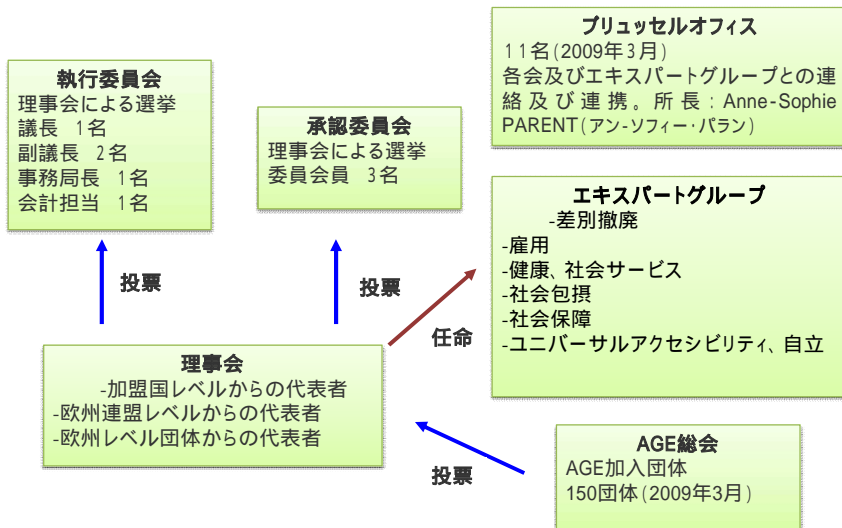 執行委員会
理事会による選挙
議長 1名
副議長 2名
事務局長 1名
会計担当 1名
投票
承認委員会
理事会による選挙
委員会員 3名
投票
ブリュッセルオフィス
11名(2009年3月)
各会及びエキスパートグループとの連
絡及び連携。所長:Anne-Sophie
PARENT(アン-ソフィー・パラン)
エキスパートグループ
-差別撤廃
-雇用
-健康、社会サービス
-社会包摂
-社会保障
-ユニバーサルアクセシビリティ、自立
任命
理事会
-加盟国レベルからの代表者
-欧州連盟レベルからの代表者
-欧州レベル団体からの代表者
投票
AGE総会
AGE加入団体
150団体(2009年3月)